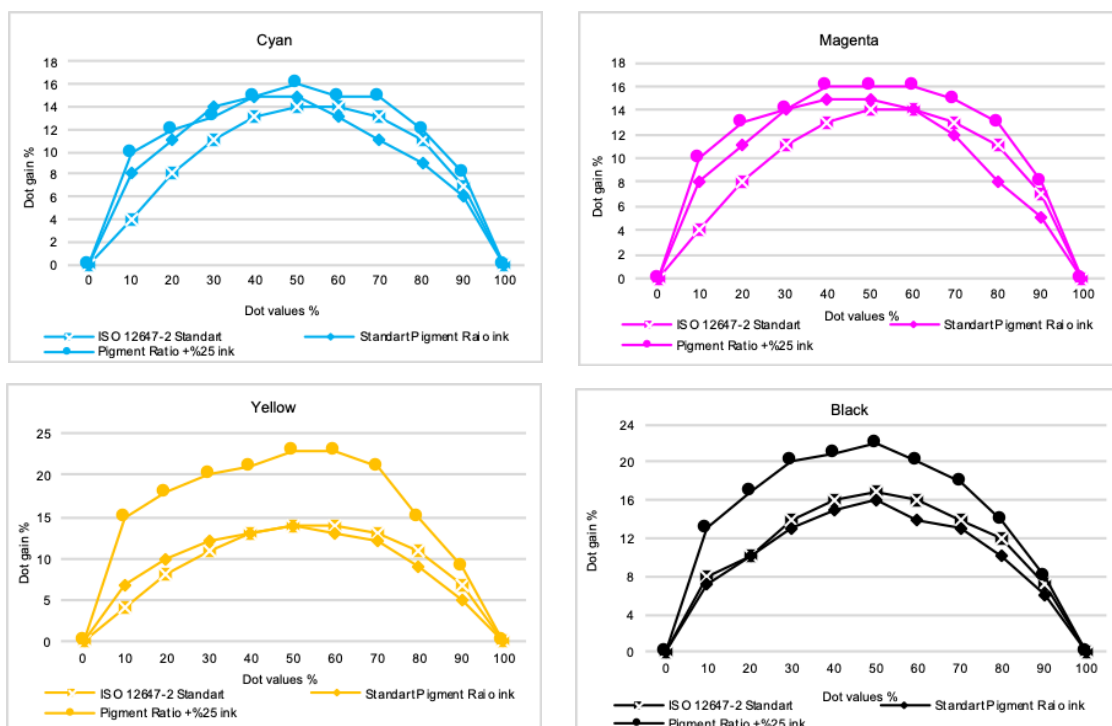 Cyan
18
16
14
12
10
8
6
4
2
0
Dot gain %
0 10 20 30 40 50 60 70 80 90 100
Dot values %
ISO 12647-2 Standart
Standart Pigment Raio ink
Pigment Ratio +%25 ink
Magenta
18
16
14
12
10
8
6
4
2
0
Dot gain %
0 10 20 30 40 50 60 70 80 90 100
Dot values %
ISO 12647-2 Standart
Standart Pigment Raio ink
Pigment Ratio +%25 ink
Yellow
25
20
15
10
5
0
Dot gain %
0 10 20 30 40 50 60 70 80 90 100
Dot values %
ISO 12647-2 Standart
Standart Pigment Raio ink
Pigment Ratio +%25 ink
Black
24
20
16
12
8
4
0
Dot gain %
0 10 20 30 40 50 60 70 80 90 100
Dot values %
ISO 12647-2 Standart
Standart Pigment Raio ink
Pigment Ratio +%25 ink